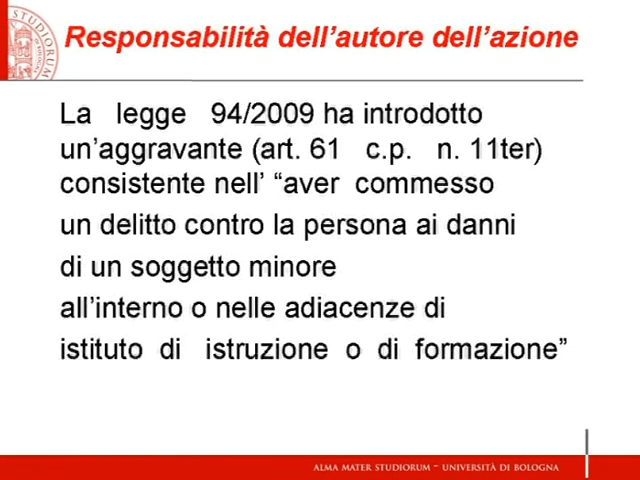 Responsabilità dell'autore dell'azione
La legge 94/2009 ha introdotto
un'aggravante (art. 61 c.p. n. 11ter)
consistente nell' “aver commesso
un delitto contro la persona ai danni
di un soggetto minore
all'interno o nelle adiacenze di
istituto di istruzione o di formazione”
ALMA MATER STUDIORUM – UNIVERSITÀ DI BOLOGNA